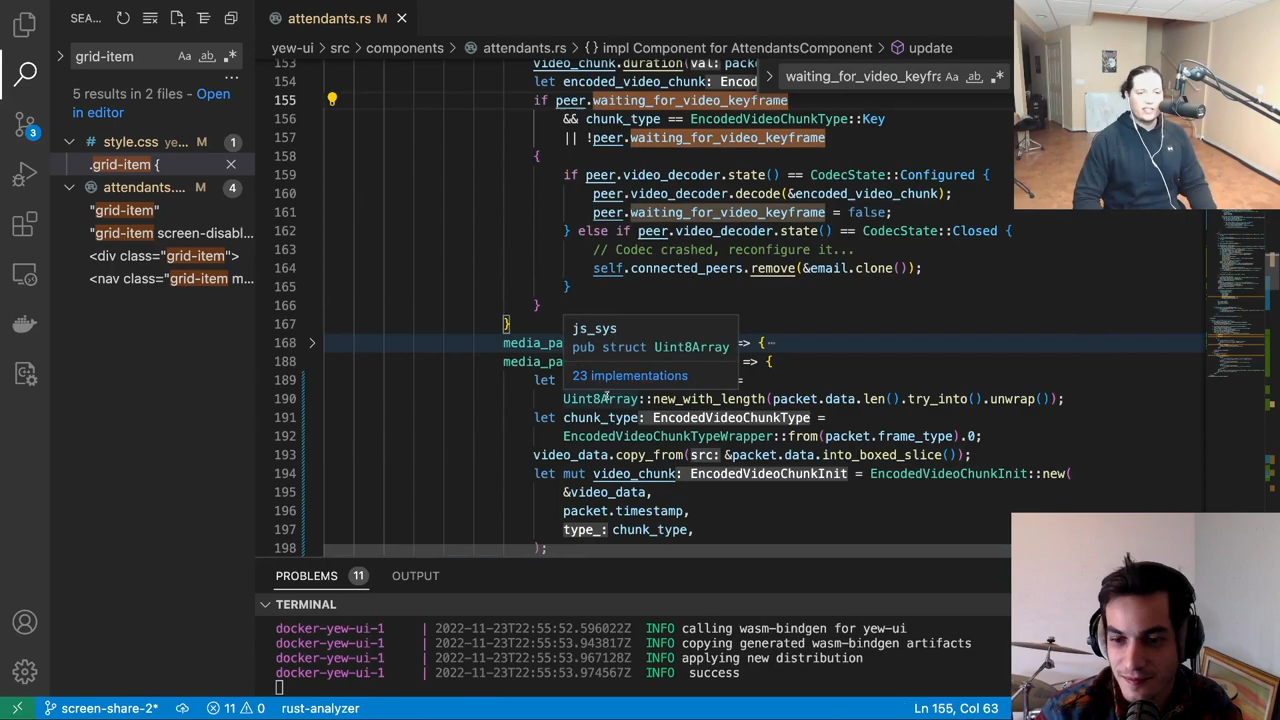 SEA...
attendants.rs M
grid-item
Aa
ab
yew-ui > src > components > attendants.rs > {} impl Component for AttendantsComponent > update
5 results in 2 files - Open
in editor
style.css ye... M 1
.grid-item {
attendants.... M 4
"grid-item"
"grid-item screen-disabl...
<div class="grid-item">
<nav class="grid-item m...
3
waiting_for_video_keyfra Aa ab
153 video_chunk.duration(val: pack
154 let encoded_video_chunk: Encod
155 if peer.waiting_for_video_keyframe
156 && chunk_type == EncodedVideoChunkType::Key
157 || !peer.waiting_for_video_keyframe
158 {
159 if peer.video_decoder.state() == CodecState::Configured {
160 peer.video_decoder.decode(&encoded_video_chunk);
161 peer.waiting_for_video_keyframe = false;
162 } else if peer.video_decoder.state() == CodecState::Closed {
163 // Codec crashed, reconfigure it...
164 self.connected_peers.remove(&email.clone());
165 }
166 }
167 }
js_sys
pub struct Uint8Array
23 implementations
168 media_pa => {
188 media_pa => {
189 let =
190 Uint8Array::new_with_length(packet.data.len().try_into().unwrap());
191 let chunk_type: EncodedVideoChunkType =
192 EncodedVideoChunkTypeWrapper::from(packet.frame_type).0;
193 video_data.copy_from(src: &packet.data.into_boxed_slice());
194 let mut video_chunk: EncodedVideoChunkInit = EncodedVideoChunkInit::new(
195 &video_data,
196 packet.timestamp,
197 type_: chunk_type,
198 );
PROBLEMS 11 OUTPUT
TERMINAL
docker-yew-ui-1 | 2022-11-23T22:55:52.596022Z INFO calling wasm-bindgen for yew-ui
docker-yew-ui-1 | 2022-11-23T22:55:53.943817Z INFO copying generated wasm-bindgen artifacts
docker-yew-ui-1 | 2022-11-23T22:55:53.967128Z INFO applying new distribution
docker-yew-ui-1 | 2022-11-23T22:55:53.974567Z INFO success
screen-share-2* 11 0 rust-analyzer Ln 155, Col 63